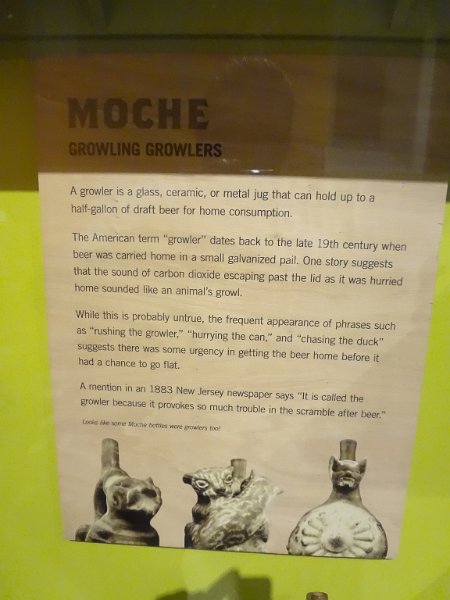 MOCHE
GROWLING GROWLERS
A growler is a glass, ceramic, or metal jug that can hold up to a
half-gallon of draft beer for home consumption.
The American term “growler” dates back to the late 19th century when
beer was carried home in a small galvanized pail. One story suggests
that the sound of carbon dioxide escaping past the lid as it was hurried
home sounded like an animal’s growl.
While this is probably untrue, the frequent appearance of phrases such
as “rushing the growler,” “hurrying the can,” and “chasing the duck”
suggests there was some urgency in getting the beer home before it
had a chance to go flat.
A mention in an 1883 New Jersey newspaper says “It is called the
growler because it provokes so much trouble in the scramble after beer.”
Looks like some Moche bottles were growlers too!